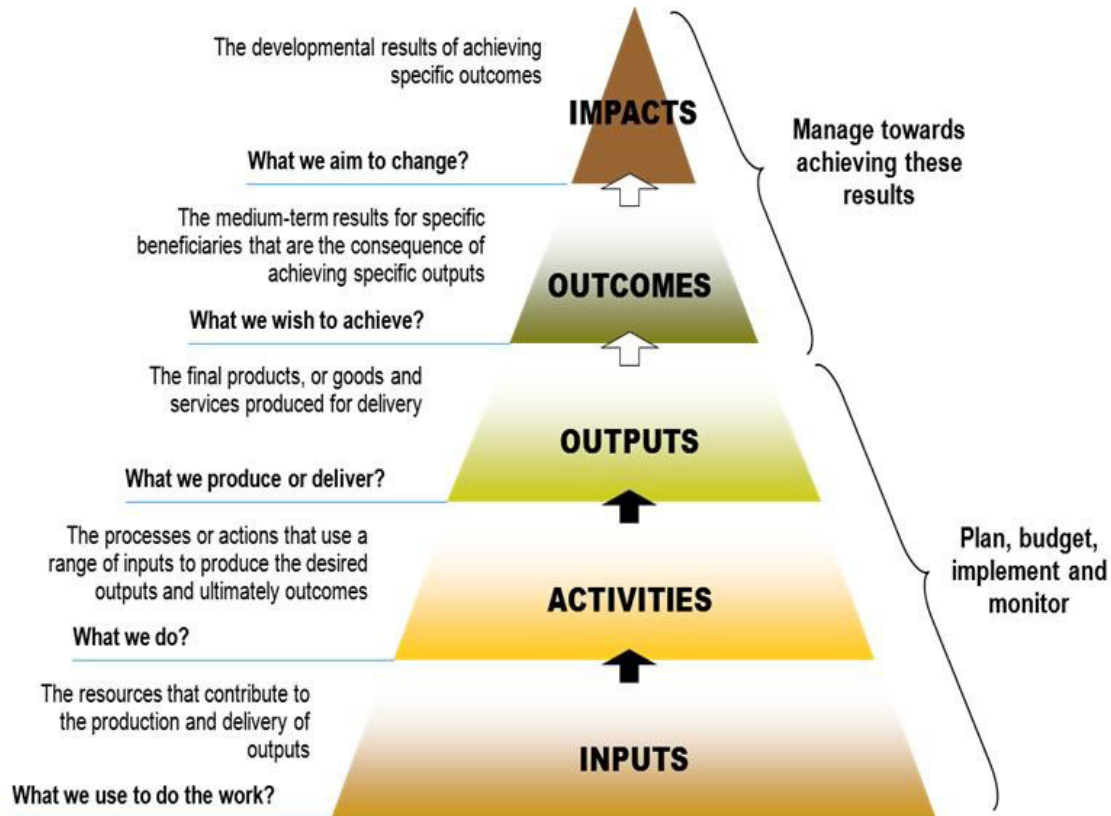 The developmental results of achieving
specific outcomes
IMPACTS
What we aim to change?
Manage towards
achieving these
results
The medium-term results for specific
beneficiaries that are the consequence of
achieving specific outputs
OUTCOMES
What we wish to achieve?
The final products, or goods and
services produced for delivery
OUTPUTS
What we produce or deliver?
The processes or actions that use a
range of inputs to produce the desired
outputs and ultimately outcomes
ACTIVITIES
Plan, budget,
implement and
monitor
What we do?
The resources that contribute to
the production and delivery of
outputs
INPUTS
What we use to do the work?